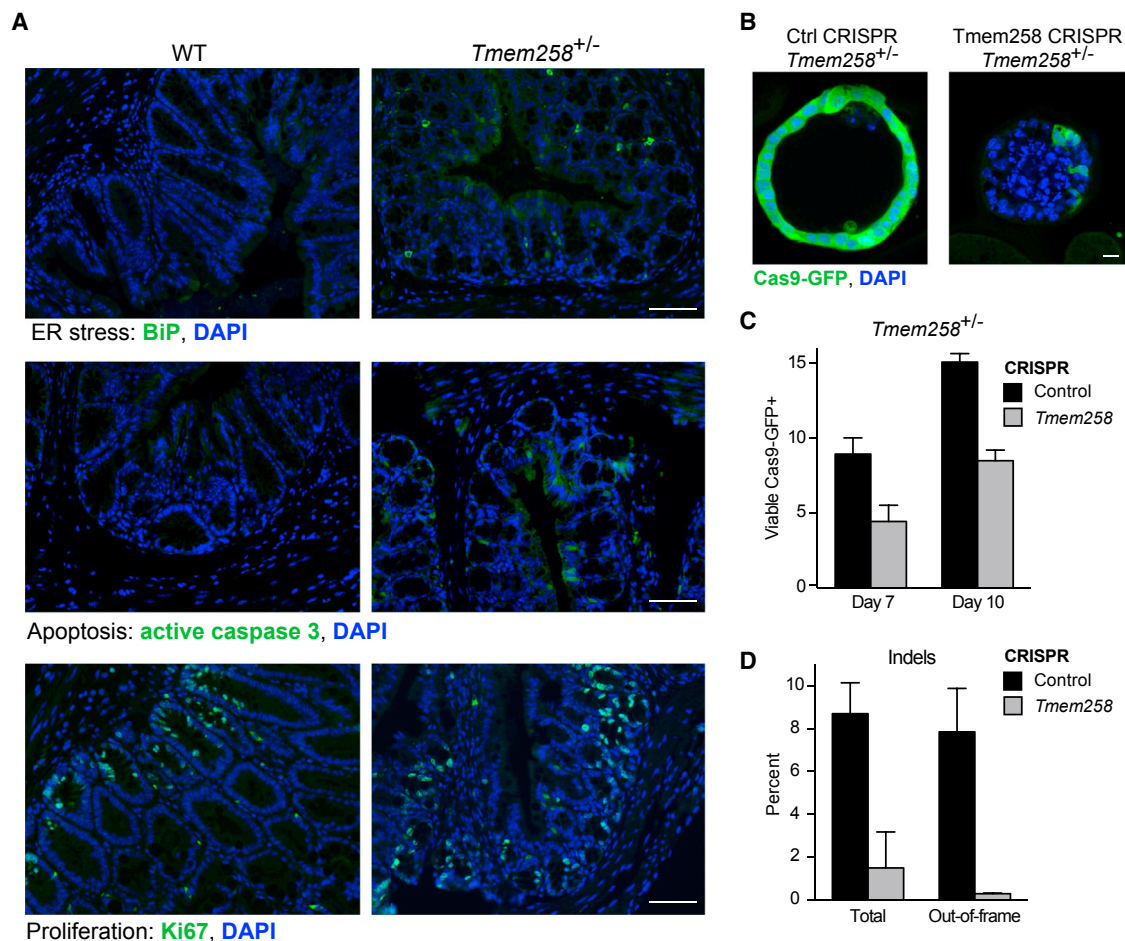 A
WT
Tmem258+/-
ER stress: BiP, DAPI
Apoptosis: active caspase 3, DAPI
Proliferation: Ki67, DAPI
B
Ctrl CRISPR
Tmem258+/-
Tmem258 CRISPR
Tmem258+/-
Cas9-GFP, DAPI
C
Tmem258+/-
Viable Cas9-GFP+
15
10
5
0
Day 7
Day 10
CRISPR
Control
Tmem258
D
Indels
Percent
10
8
6
4
2
0
Total
Out-of-frame
CRISPR
Control
Tmem258